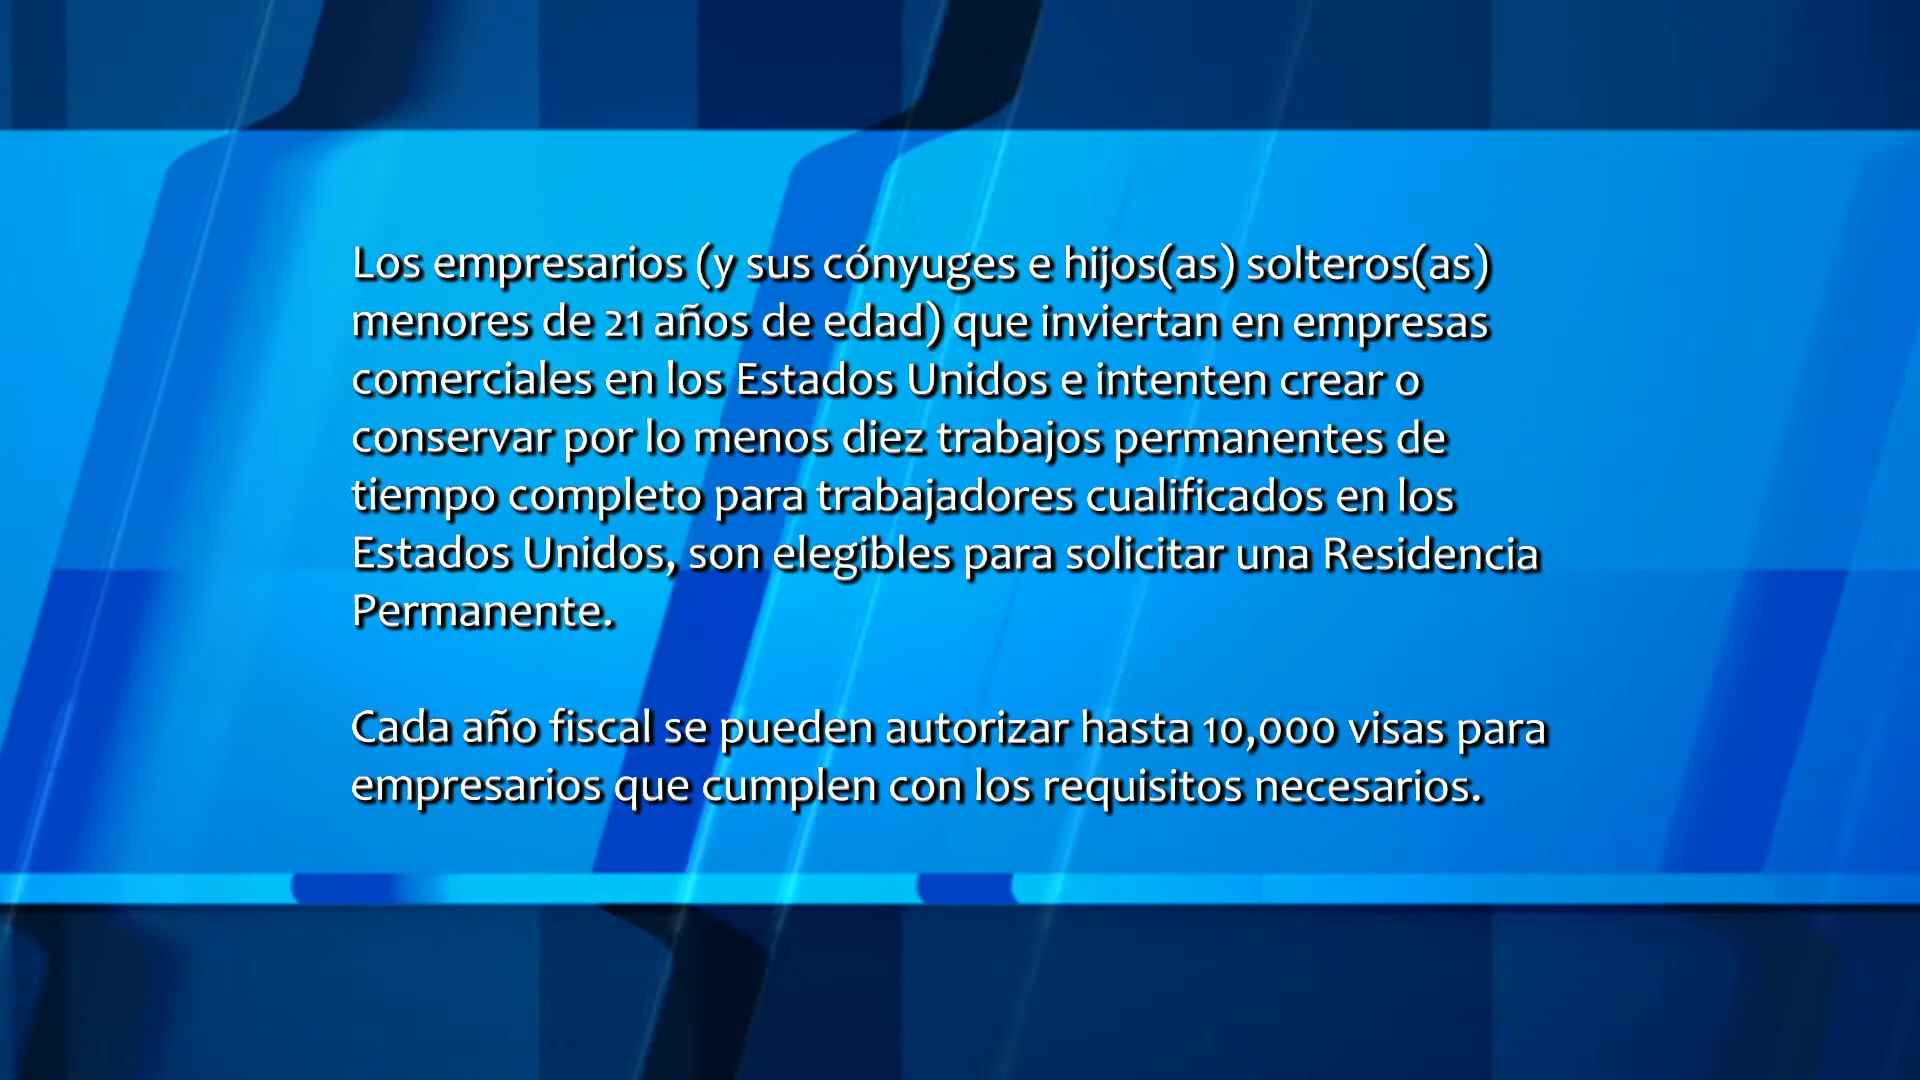 Los empresarios (y sus cónyuges e hijos(as) solteros(as)
menores de 21 años de edad) que inviertan en empresas
comerciales en los Estados Unidos e intenten crear o
conservar por lo menos diez trabajos permanentes de
tiempo completo para trabajadores cualificados en los
Estados Unidos, son elegibles para solicitar una Residencia
Permanente.
Cada año fiscal se pueden autorizar hasta 10,000 visas para
empresarios que cumplen con los requisitos necesarios.